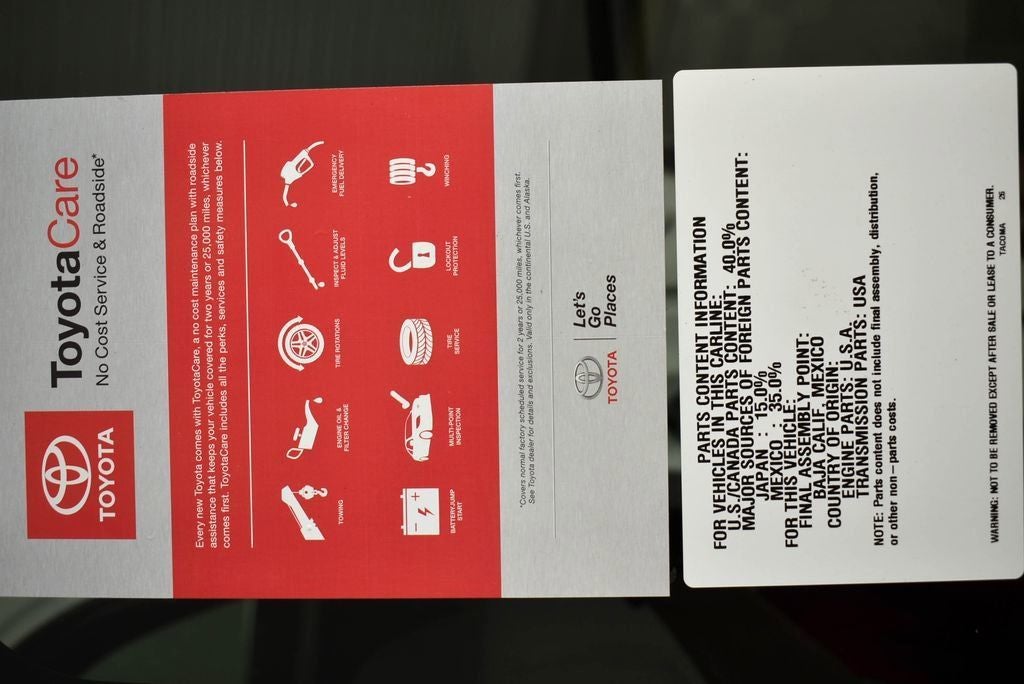 TOYOTA
ToyotaCare
No Cost Service & Roadside*
Every new Toyota comes with ToyotaCare, a no cost maintenance plan with roadside
assistance that keeps your vehicle covered for two years or 25,000 miles, whichever
comes first. ToyotaCare includes all the perks, services and safety measures below.
TOWING
ENGINE OIL &
FILTER CHANGE
TIRE ROTATIONS
INSPECT & ADJUST
FLUID LEVELS
EMERGENCY
FUEL DELIVERY
BATTERY/JUMP
START
MULTI-POINT
INSPECTION
TIRE
SERVICE
LOCKOUT
PROTECTION
WINCHING
*Covers normal factory scheduled service for 2 years or 25,000 miles, whichever comes first.
See Toyota dealer for details and exclusions. Valid only in the continental U.S. and Alaska.
TOYOTA
Let's
Go
Places
PARTS CONTENT INFORMATION
FOR VEHICLES IN THIS CARLINE:
U.S./CANADA PARTS CONTENT: 40.0%
MAJOR SOURCES OF FOREIGN PARTS CONTENT:
JAPAN : 15.0%
MEXICO : 35.0%
FOR THIS VEHICLE:
FINAL ASSEMBLY POINT:
BAJA CALIF, MEXICO
COUNTRY OF ORIGIN:
ENGINE PARTS: U.S.A.
TRANSMISSION PARTS: USA
NOTE: Parts content does not include final assembly, distribution,
or other non-parts costs.
WARNING: NOT TO BE REMOVED EXCEPT AFTER SALE OR LEASE TO A CONSUMER.
TACOMA 26